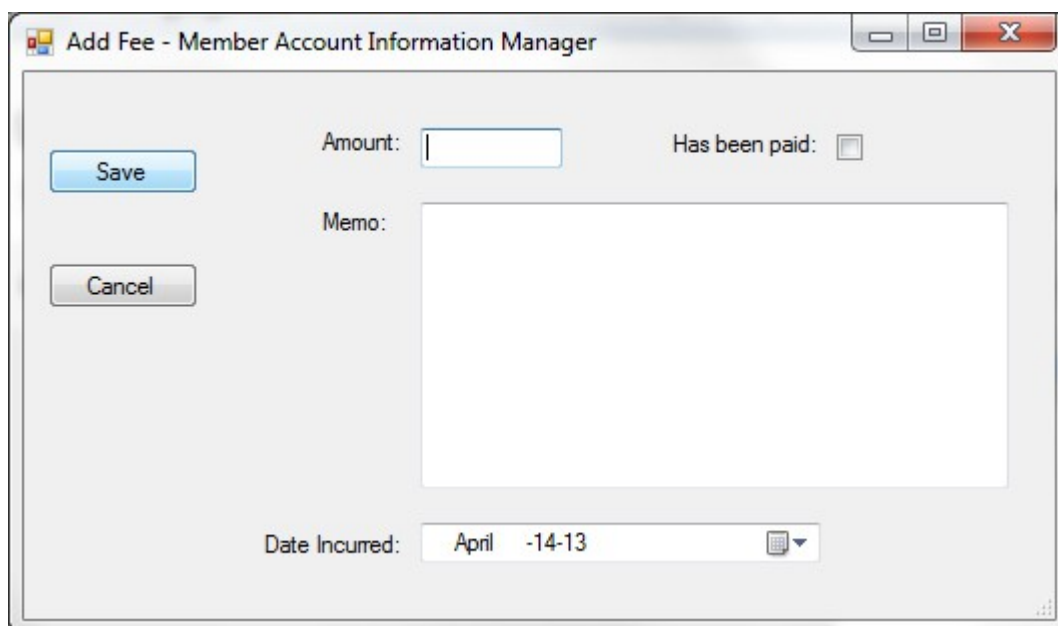 Add Fee - Member Account Information Manager
Amount:
Has been paid:
Save
Memo:
Cancel
Date Incurred:
April -14-13